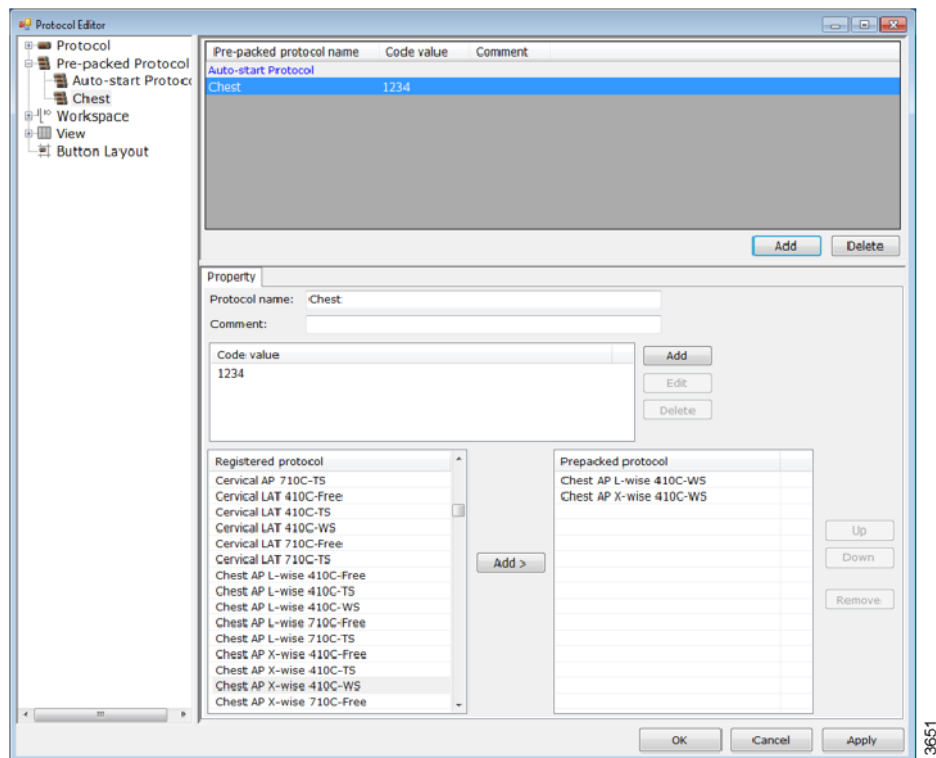 Protocol Editor
Protocol
Pre-packed Protocol
Auto-start Protoco
Chest
Workspace
View
Button Layout
Pre-packed protocol name Code value Comment
Auto-start Protocol
Chest 1234
Add Delete
Property
Protocol name: Chest
Comment:
Code value
1234
Add
Edit
Delete
Registered protocol
Cervical AP 710C-TS
Cervical LAT 410C-Free
Cervical LAT 410C-TS
Cervical LAT 410C-WS
Cervical LAT 710C-Free
Cervical LAT 710C-TS
Chest AP L-wise 410C-Free
Chest AP L-wise 410C-TS
Chest AP L-wise 410C-WS
Chest AP L-wise 710C-Free
Chest AP L-wise 710C-TS
Chest AP X-wise 410C-Free
Chest AP X-wise 410C-TS
Chest AP X-wise 410C-WS
Chest AP X-wise 710C-Free
Add >
Prepacked protocol
Chest AP L-wise 410C-WS
Chest AP X-wise 410C-WS
Up
Down
Remove
OK Cancel Apply
3651